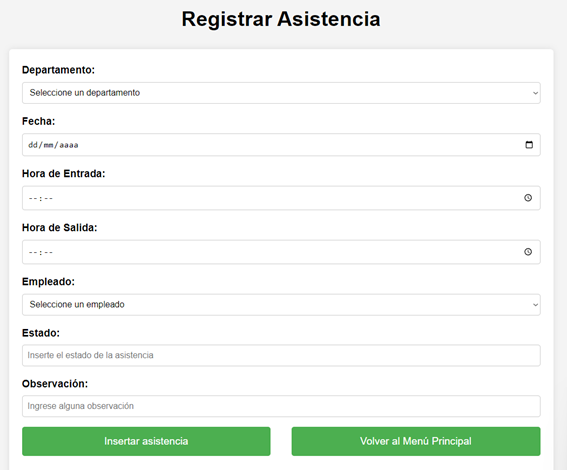 Registrar Asistencia
Departamento:
Seleccione un departamento
Fecha:
dd/mm/aaaa
Hora de Entrada:
--:--
Hora de Salida:
--:--
Empleado:
Seleccione un empleado
Estado:
Inserte el estado de la asistencia
Observación:
Ingrese alguna observación
Insertar asistencia
Volver al Menú Principal